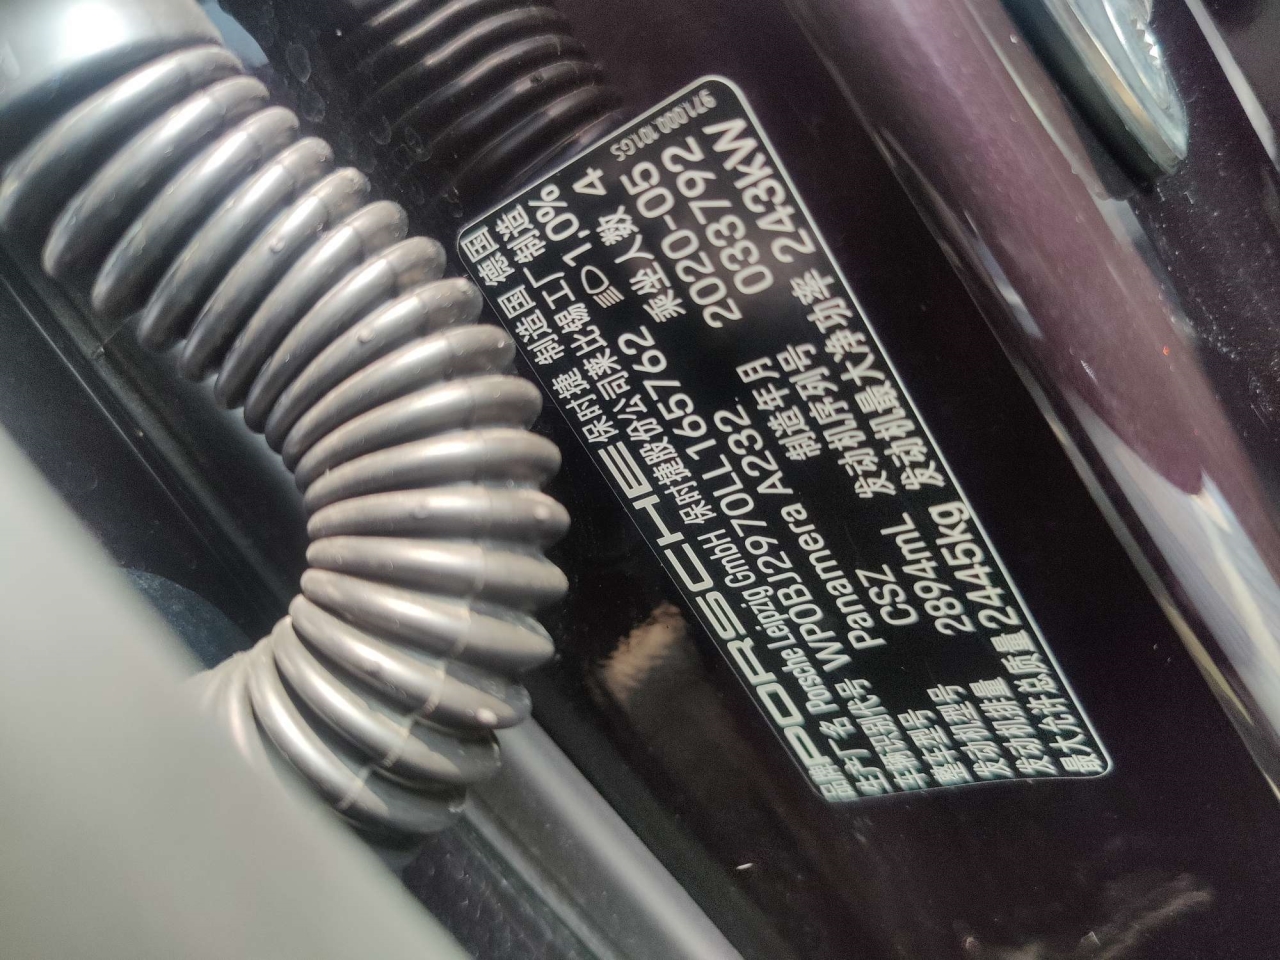 品牌 PORSCHE 保时捷 制造国 德国
生产厂名 Porsche Leipzig GmbH 保时捷股份公司莱比锡工厂 制造
车辆识别代号 WP0BJ2970LL165762 1,0%
整车型号 Panamera A232 乘坐人数 4
发动机型号 CSZ 制造年月 2020-05
发动机排量 2894mL 发动机序列号 033792
最大允许总质量 2445kg 发动机最大净功率 243kW
971.000.101.GS